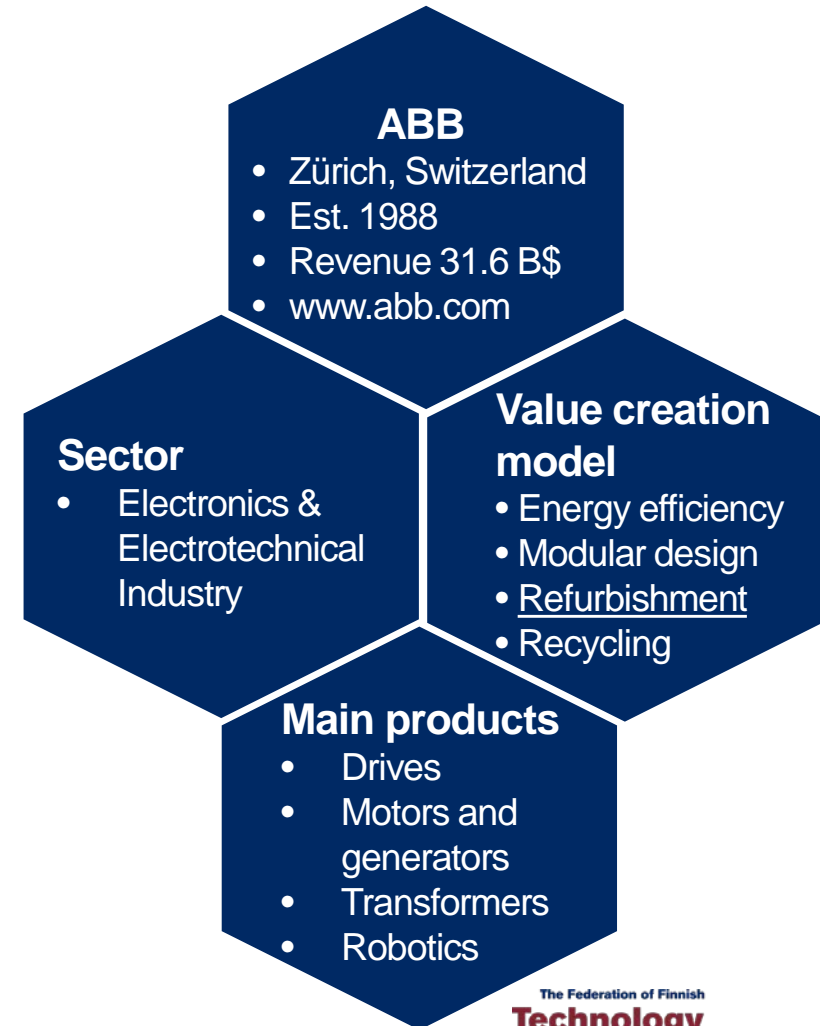 ABB
• Zürich, Switzerland
• Est. 1988
• Revenue 31.6 B$
• www.abb.com
Sector
• Electronics &
Electrotechnical
Industry
Value creation
model
• Energy efficiency
• Modular design
• Refurbishment
• Recycling
Main products
• Drives
• Motors and
generators
• Transformers
• Robotics
The Federation of Finnish
Technology